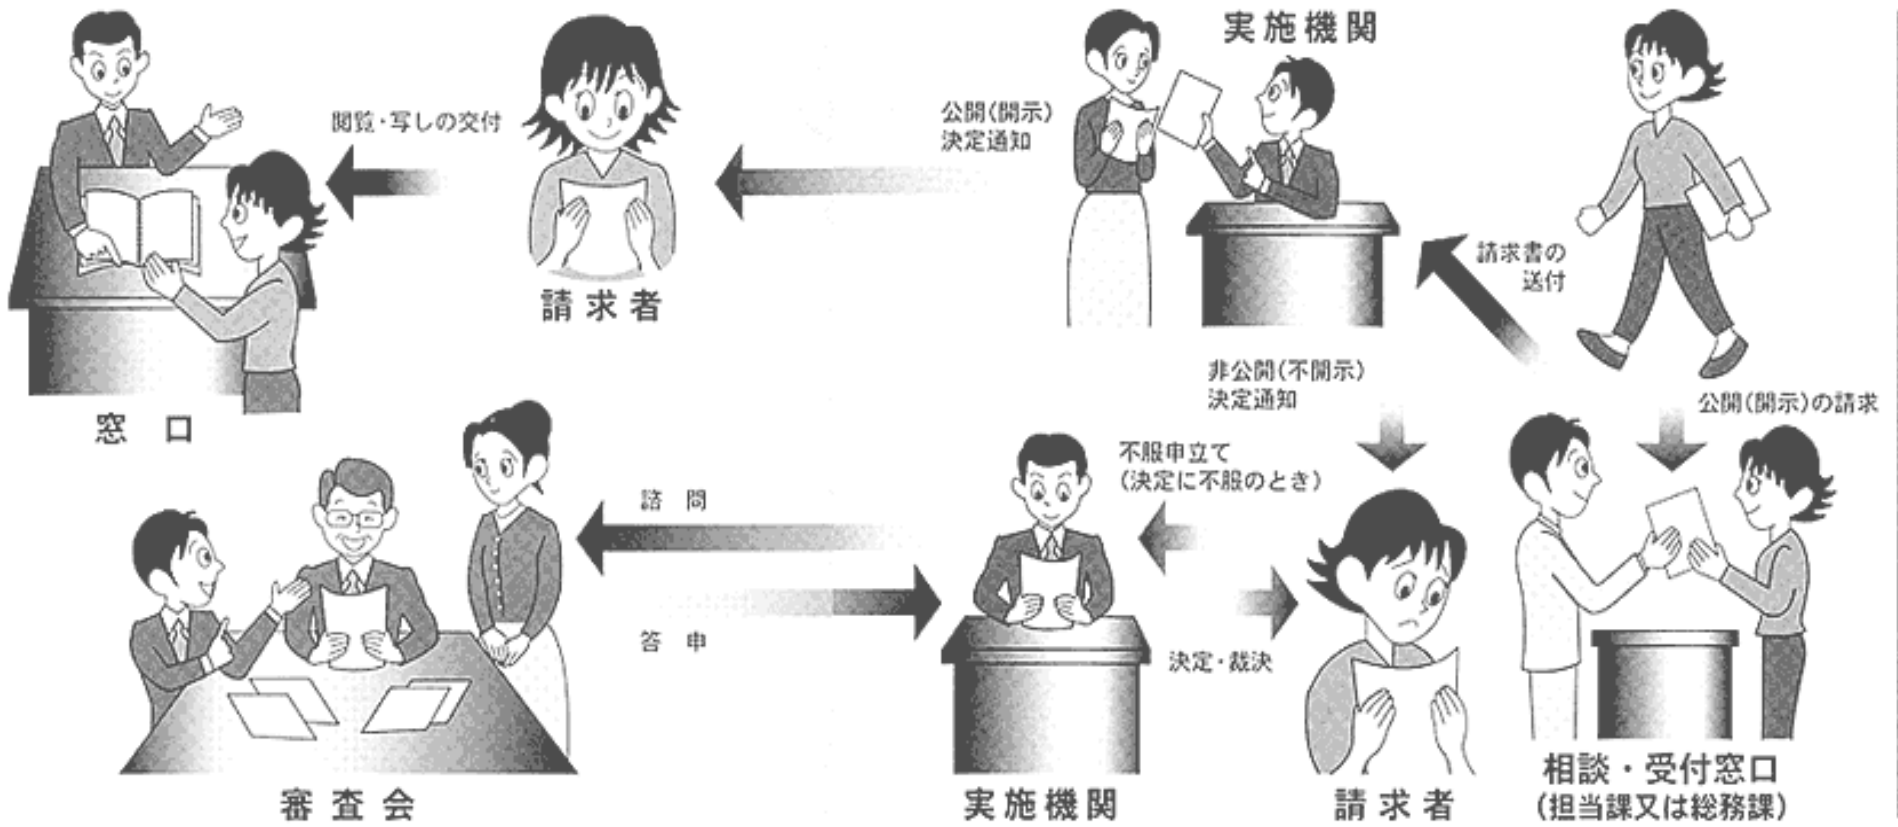 実施機関
公開(開示)
決定通知
閲覧・写しの交付
請求者
窓口
請求書の
送付
公開(開示)の請求
非公開(不開示)
決定通知
不服申立て
(決定に不服のとき)
諮問
答申
決定・裁決
審査会
実施機関
請求者
相談・受付窓口
(担当課又は総務課)